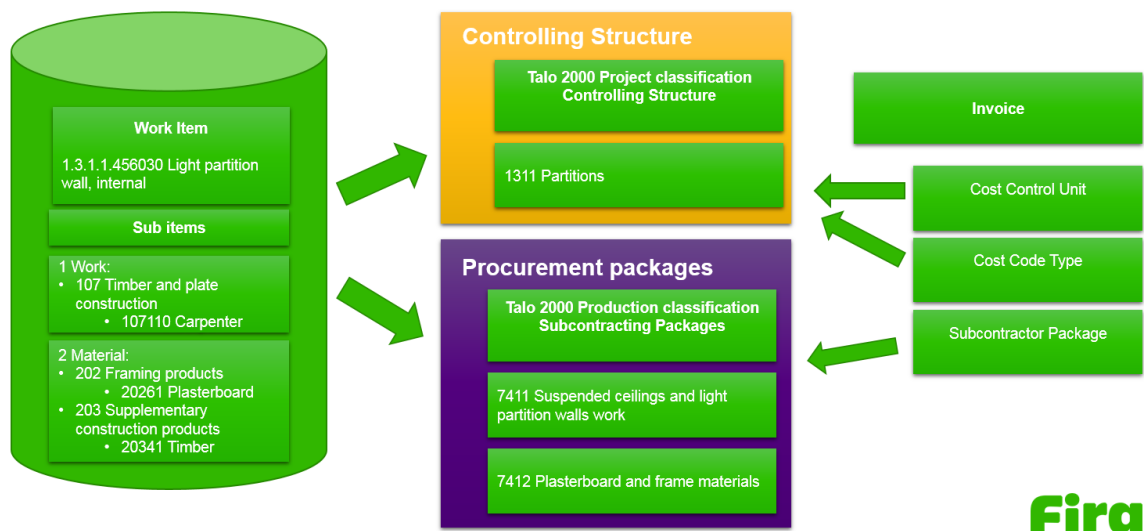 Work Item
1.3.1.1.456030 Light partition
wall, internal
Sub items
1 Work:
• 107 Timber and plate
construction
• 107110 Carpenter
2 Material:
• 202 Framing products
• 20261 Plasterboard
• 203 Supplementary
construction products
• 20341 Timber
Controlling Structure
Talo 2000 Project classification
Controlling Structure
1311 Partitions
Procurement packages
Talo 2000 Production classification
Subcontracting Packages
7411 Suspended ceilings and light
partition walls work
7412 Plasterboard and frame materials
Invoice
Cost Control Unit
Cost Code Type
Subcontractor Package
Fira